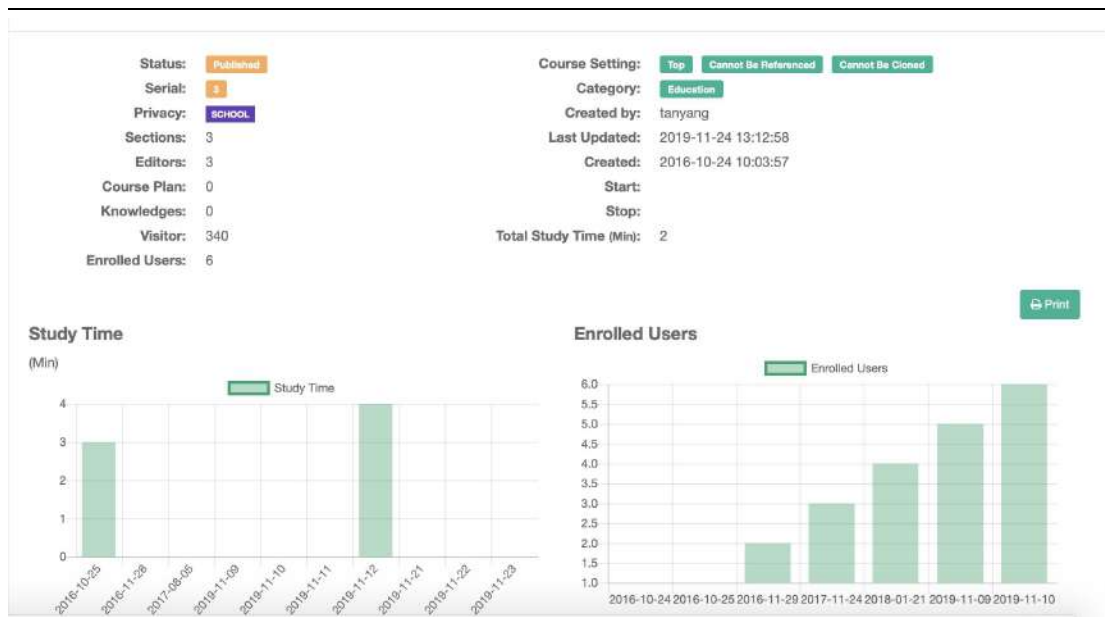 Status: Published
Serial: 3
Privacy: SCHOOL
Sections: 3
Editors: 3
Course Plan: 0
Knowledges: 0
Visitor: 340
Enrolled Users: 6
Course Setting: Top Cannot Be Referenced Cannot Be Cloned
Category: Education
Created by: tanyang
Last Updated: 2019-11-24 13:12:58
Created: 2016-10-24 10:03:57
Start:
Stop:
Total Study Time (Min): 2
Print
Study Time
(Min)
Study Time
4
3
2
1
0
2016-10-25
2016-11-28
2017-08-05
2019-11-09
2019-11-10
2019-11-11
2019-11-12
2019-11-21
2019-11-22
2019-11-23
Enrolled Users
Enrolled Users
6.0
5.5
5.0
4.5
4.0
3.5
3.0
2.5
2.0
1.5
1.0
2016-10-24 2016-10-25 2016-11-29 2017-11-24 2018-01-21 2019-11-09 2019-11-10